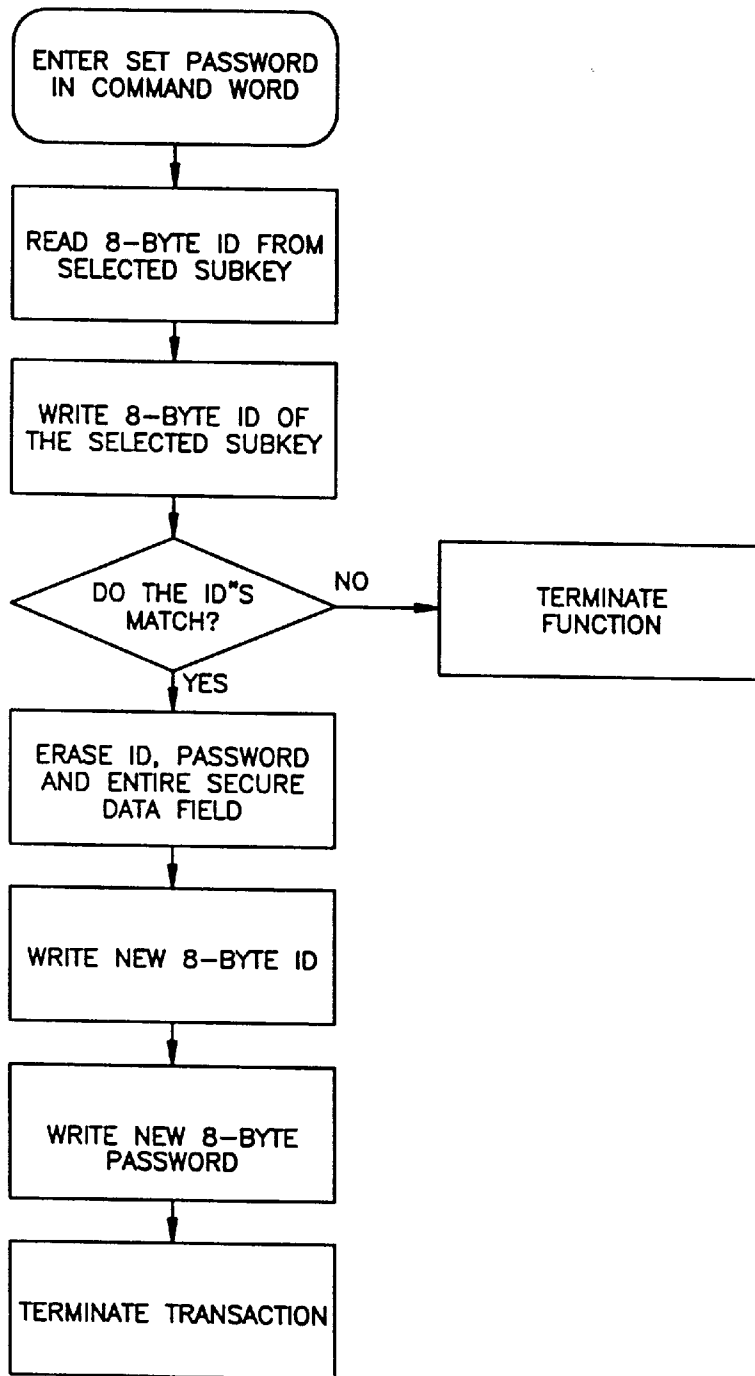 ENTER SET PASSWORD
IN COMMAND WORD
READ 8-BYTE ID FROM
SELECTED SUBKEY
WRITE 8-BYTE ID OF
THE SELECTED SUBKEY
DO THE ID"S
MATCH?
NO
TERMINATE
FUNCTION
YES
ERASE ID, PASSWORD
AND ENTIRE SECURE
DATA FIELD
WRITE NEW 8-BYTE ID
WRITE NEW 8-BYTE
PASSWORD
TERMINATE TRANSACTION